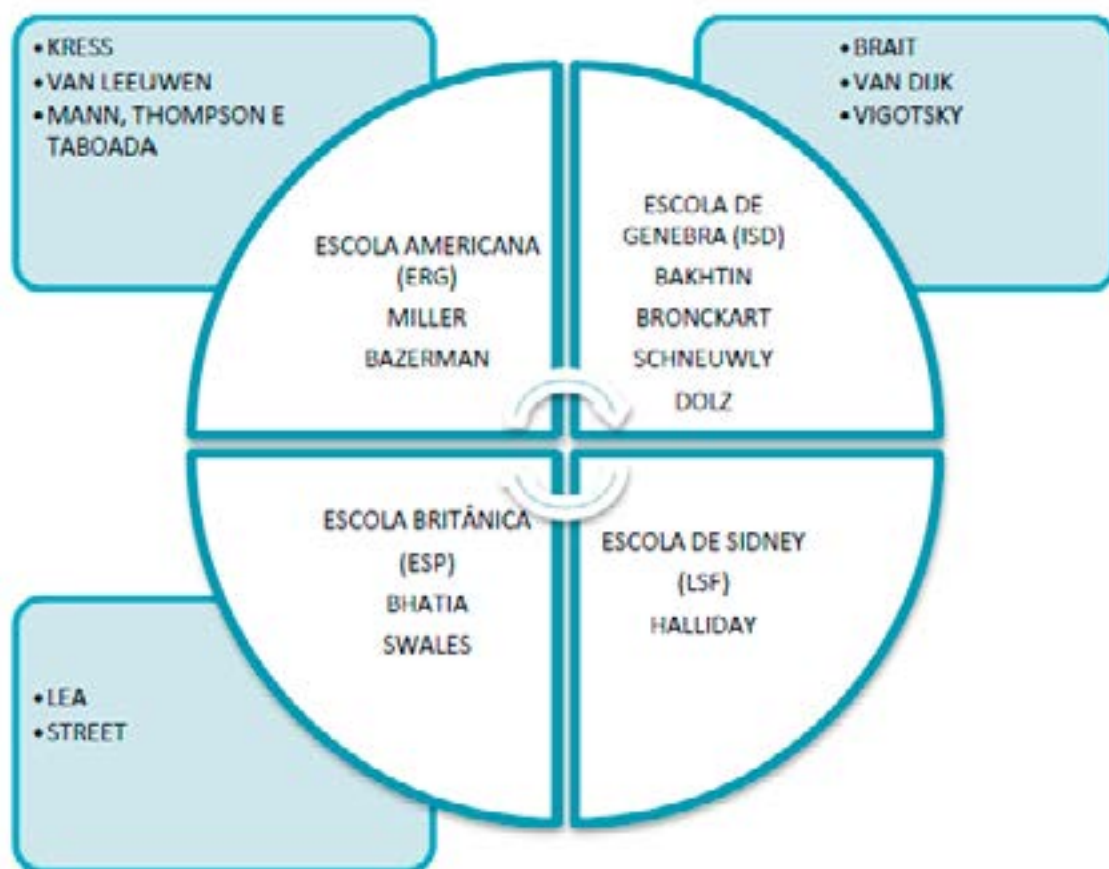 •KRESS
•VAN LEEUWEN
•MANN, THOMPSON E
TABOADA
•BRAIT
•VAN DIJK
•VIGOTSKY
ESCOLA AMERICANA
(ERG)
MILLER
BAZERMAN
ESCOLA DE
GENEBRA (ISD)
BAKHTIN
BRONCKART
SCHNEUWLY
DOLZ
ESCOLA BRITÂNICA
(ESP)
BHATIA
SWALES
ESCOLA DE SIDNEY
(LSF)
HALLIDAY
•LEA
•STREET